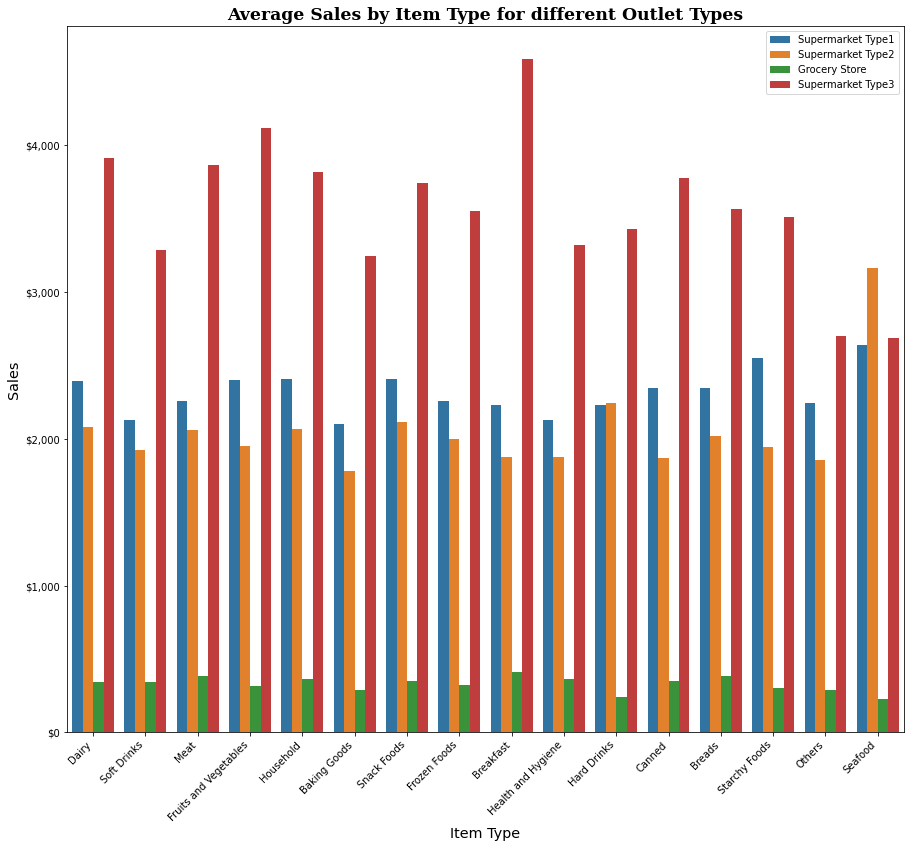 Average Sales by Item Type for different Outlet Types
Supermarket Type1
Supermarket Type2
Grocery Store
Supermarket Type3
$4,000
$3,000
$2,000
$1,000
$0
Sales
Dairy
Soft Drinks
Meat
Fruits and Vegetables
Household
Baking Goods
Snack Foods
Frozen Foods
Breakfast
Health and Hygiene
Hard Drinks
Canned
Breads
Starchy Foods
Others
Seafood
Item Type